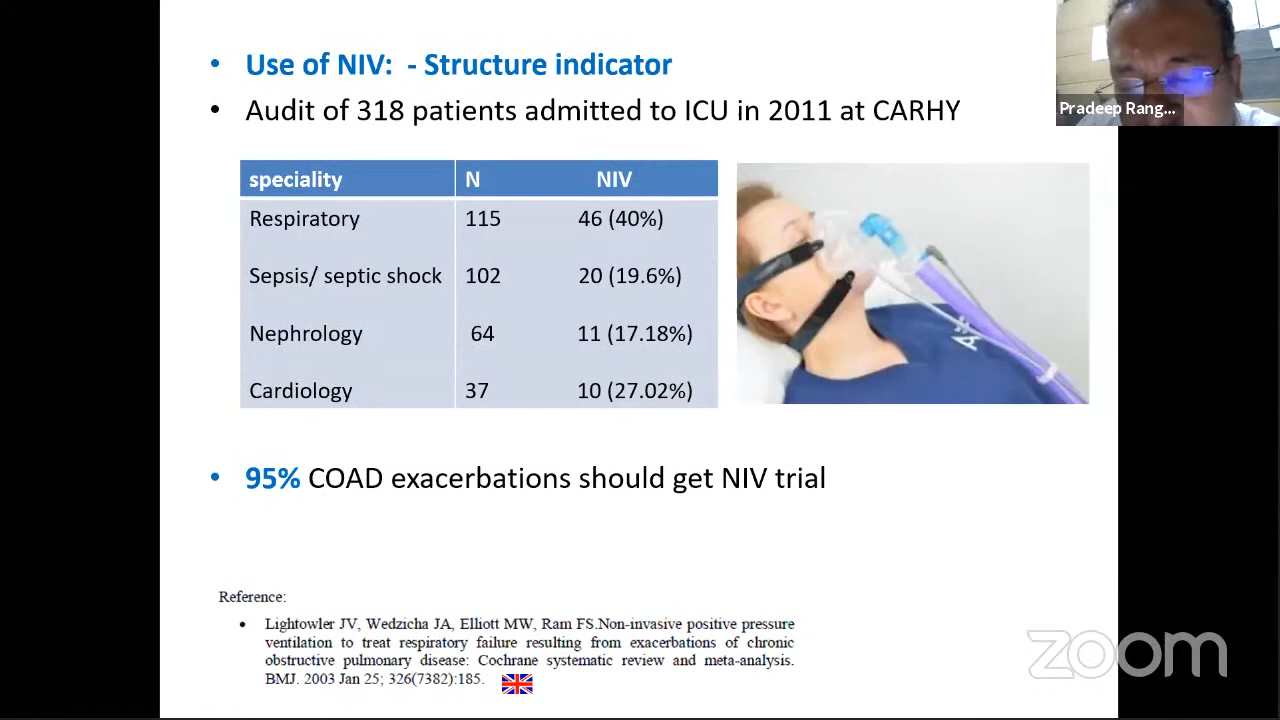 Use of NIV: - Structure indicator
Audit of 318 patients admitted to ICU in 2011 at CARHY
Pradeep Rang...
speciality N NIV
Respiratory 115 46 (40%)
Sepsis/ septic shock 102 20 (19.6%)
Nephrology 64 11 (17.18%)
Cardiology 37 10 (27.02%)
95% COAD exacerbations should get NIV trial
Reference:
Lightowler JV, Wedzicha JA, Elliott MW, Ram FS.Non-invasive positive pressure
ventilation to treat respiratory failure resulting from exacerbations of chronic
obstructive pulmonary disease: Cochrane systematic review and meta-analysis.
BMJ. 2003 Jan 25; 326(7382):185.
zoom